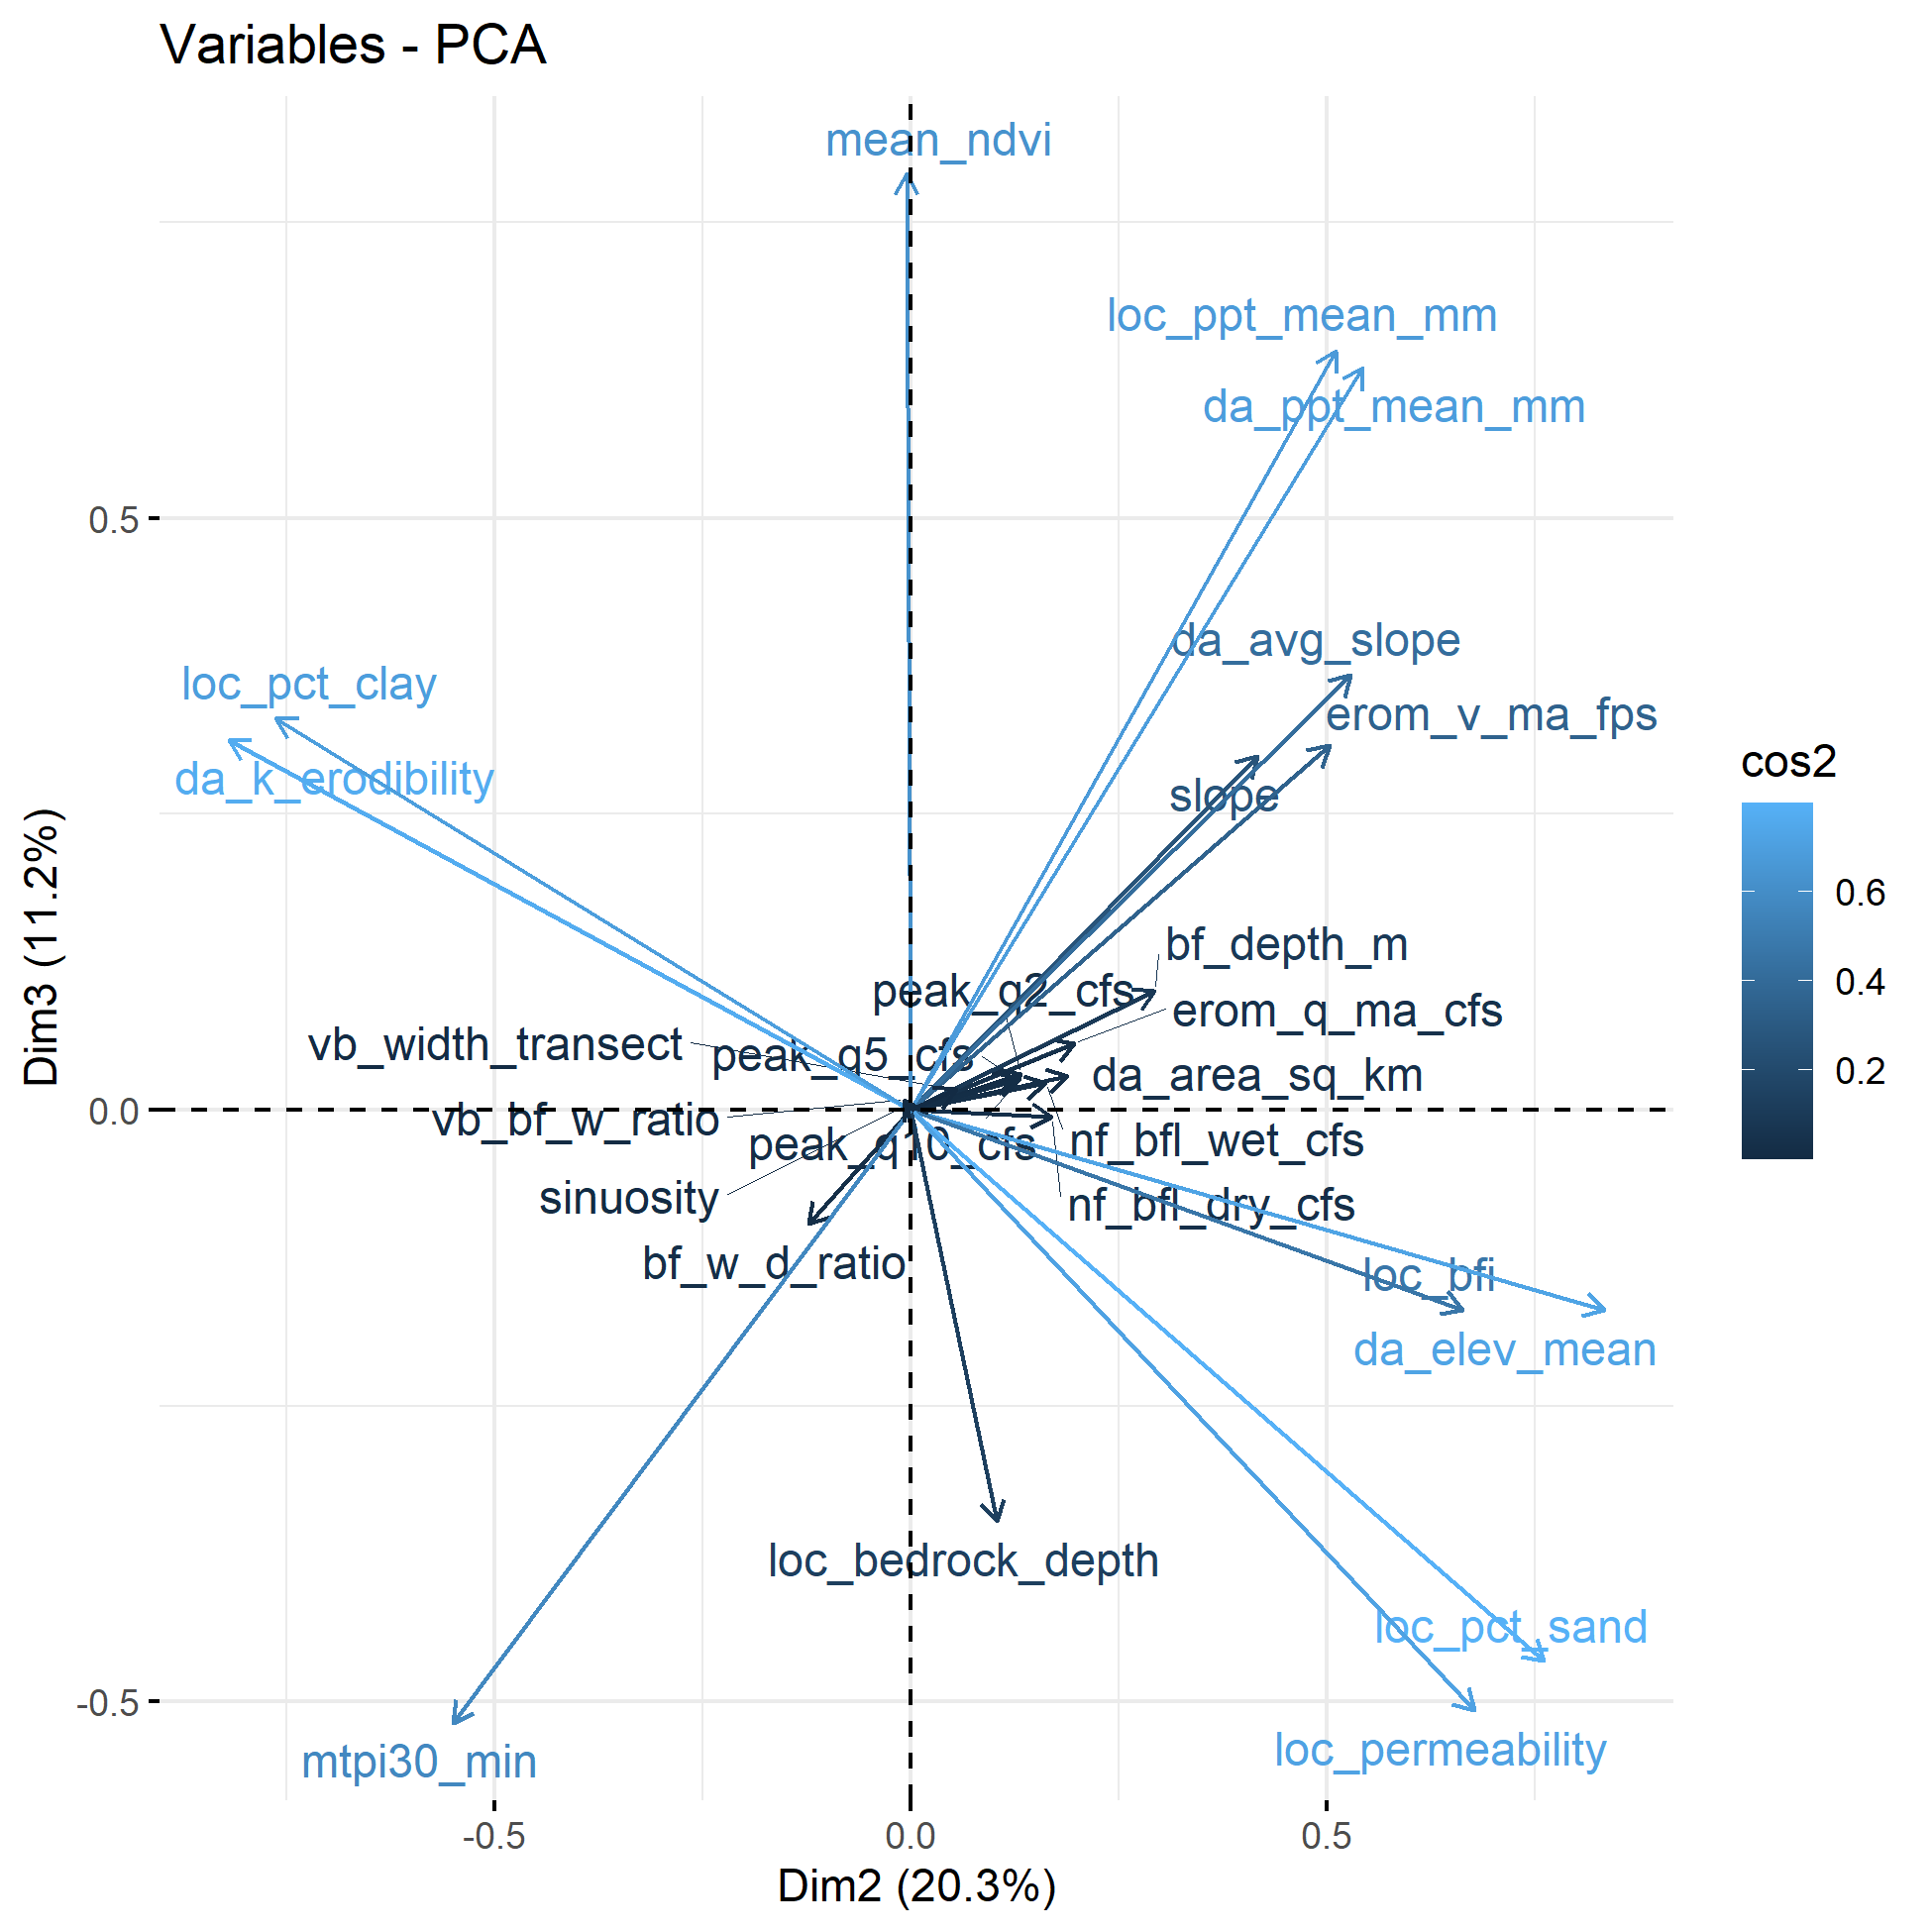 Variables - PCA
mean_ndvi
loc_ppt_mean_mm
da_ppt_mean_mm
0.5
da_avg_slope
loc_pct_clay
erom_v_ma_fps
da_k_erodibility
slope
cos2
0.6
0.4
0.2
bf_depth_m
peak_q2_cfs
erom_q_ma_cfs
vb_width_transect
peak_q5_cfs
da_area_sq_km
Dim3 (11.2%)
0.0
vb_bf_w_ratio
peak_q10_cfs
nf_bfl_wet_cfs
sinuosity
nf_bfl_dry_cfs
bf_w_d_ratio
loc_bfi
da_elev_mean
loc_bedrock_depth
loc_pct_sand
-0.5
mtpi30_min
loc_permeability
-0.5
0.0
0.5
Dim2 (20.3%)